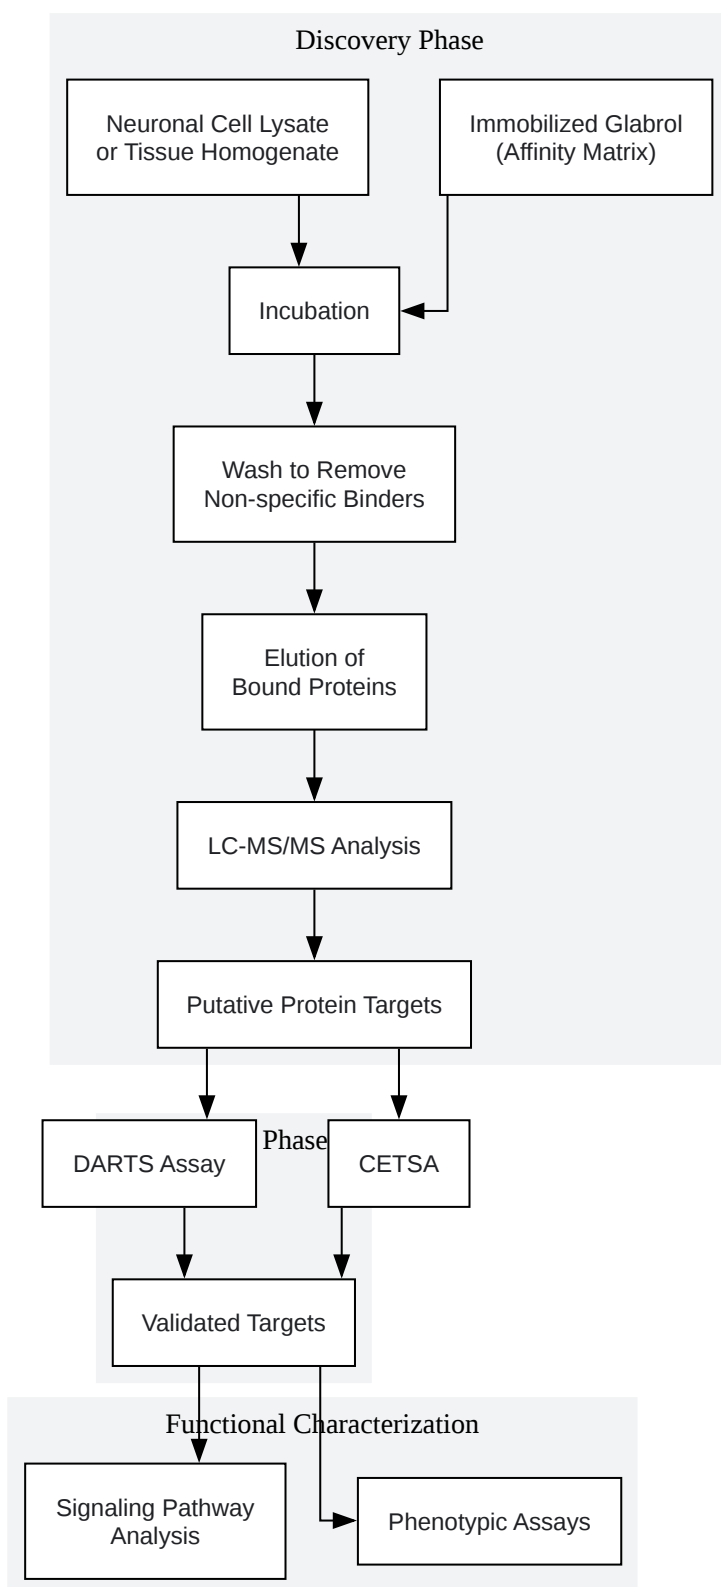 Discovery Phase
Neuronal Cell Lysate
or Tissue Homogenate
Immobilized Glabrol
(Affinity Matrix)
Incubation
Wash to Remove
Non-specific Binders
Elution of
Bound Proteins
LC-MS/MS Analysis
Putative Protein Targets
Phase
DARTS Assay
CETSA
Validated Targets
Functional Characterization
Signaling Pathway
Analysis
Phenotypic Assays